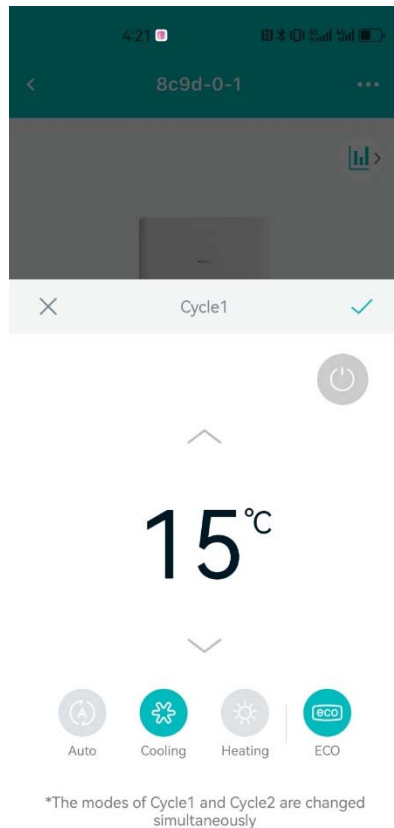 4:21
8c9d-0-1
Cycle1
15°C
Auto
Cooling
Heating
eco
ECO
*The modes of Cycle1 and Cycle2 are changed
simultaneously